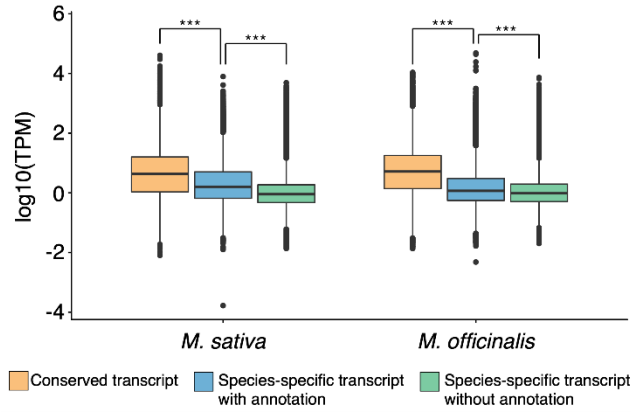 6
4
2
0
-2
-4
log10(TPM)
*** *** *** ***
M. sativa M. officinalis
Conserved transcript Species-specific transcript Species-specific transcript
with annotation without annotation